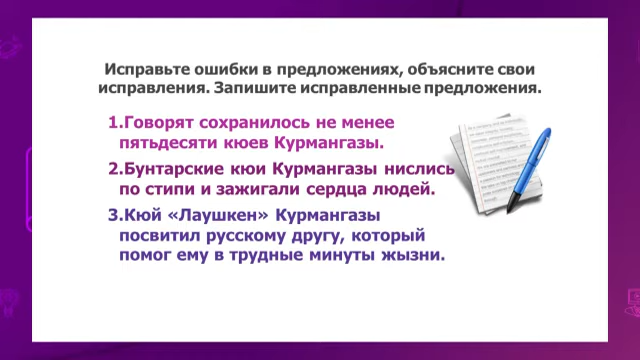 Исправьте ошибки в предложениях, объясните свои
исправления. Запишите исправленные предложения.
1.Говорят сохранилось не менее
пятьдесяти кюев Курмангазы.
2.Бунтарские кюи Курмангазы нислись
по стипи и зажигали сердца людей.
3.Кюй «Лаушкен» Курмангазы
посвитил русскому другу, который
помог ему в трудные минуты жызни.